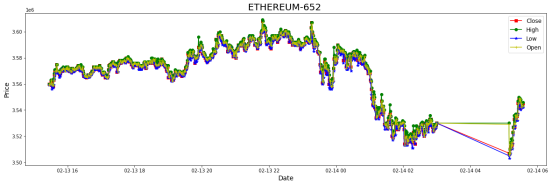 ETHEREUM-652
1e6
Close
High
Low
Open
3.60
3.58
3.56
3.54
3.52
3.50
Price
02-13 16
02-13 18
02-13 20
02-13 22
02-14 00
02-14 02
02-14 04
02-14 06
Date